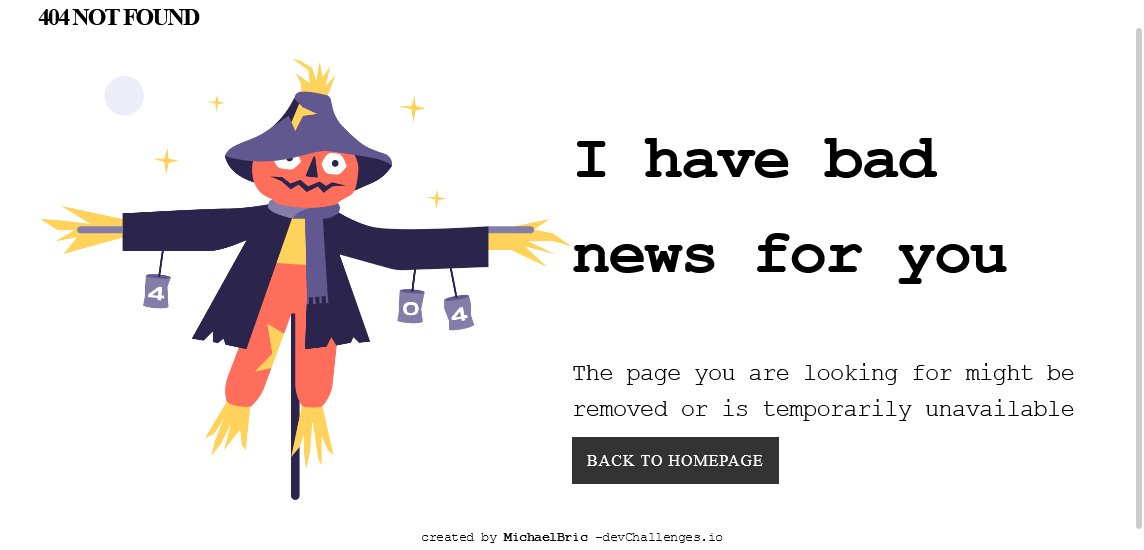 404 NOT FOUND
I have bad
news for you
4
0
4
The page you are looking for might be
removed or is temporarily unavailable
BACK TO HOMEPAGE
created by MichaelBric -devChallenges.io